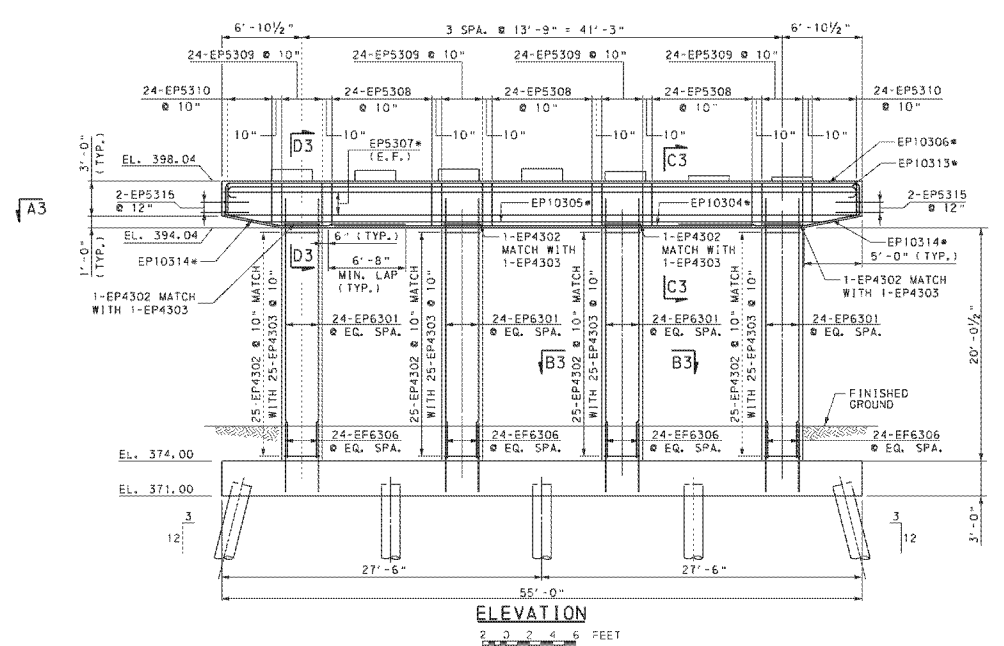 6'-10½" 3 SPA. @ 13'-9" = 41'-3" 6'-10½"
24-EP5309 @ 10" 24-EP5309 @ 10" 24-EP5309 @ 10" 24-EP5309 @ 10"
24-EP5310 @ 10"
24-EP5308 @ 10"
24-EP5308 @ 10"
24-EP5308 @ 10"
24-EP5310 @ 10"
10" 10" 10" 10" 10" 10" 10" 10"
D3
EP5307* (E.F.)
C3
EP10306*
EP10313*
3'-0" (TYP.)
EL. 398.04
A3
2-EP5315 @ 12"
EP10305*
EP10304*
2-EP5315 @ 12"
EL. 394.04
1'-0" (TYP.)
EP10314*
D3
6" (TYP.)
6'-8"
MIN. LAP
(TYP.)
1-EP4302
MATCH WITH
1-EP4303
1-EP4302
MATCH WITH
1-EP4303
C3
EP10314*
5'-0" (TYP.)
1-EP4302 MATCH
WITH 1-EP4303
1-EP4302 MATCH
WITH 1-EP4303
25-EP4302 @ 10" MATCH
WITH 25-EP4303 @ 10"
25-EP4302 @ 10" MATCH
WITH 25-EP4303 @ 10"
25-EP4302 @ 10" MATCH
WITH 25-EP4303 @ 10"
25-EP4302 @ 10" MATCH
WITH 25-EP4303 @ 10"
24-EP6301
@ EQ. SPA.
24-EP6301
@ EQ. SPA.
24-EP6301
@ EQ. SPA.
24-EP6301
@ EQ. SPA.
20'-0½"
B3 B3
FINISHED
GROUND
24-EF6306
@ EQ. SPA.
24-EF6306
@ EQ. SPA.
24-EF6306
@ EQ. SPA.
24-EF6306
@ EQ. SPA.
EL. 374.00
EL. 371.00
3
12
3
12
3'-0"
27'-6" 27'-6"
55'-0"
ELEVATION
2 0 2 4 6 FEET